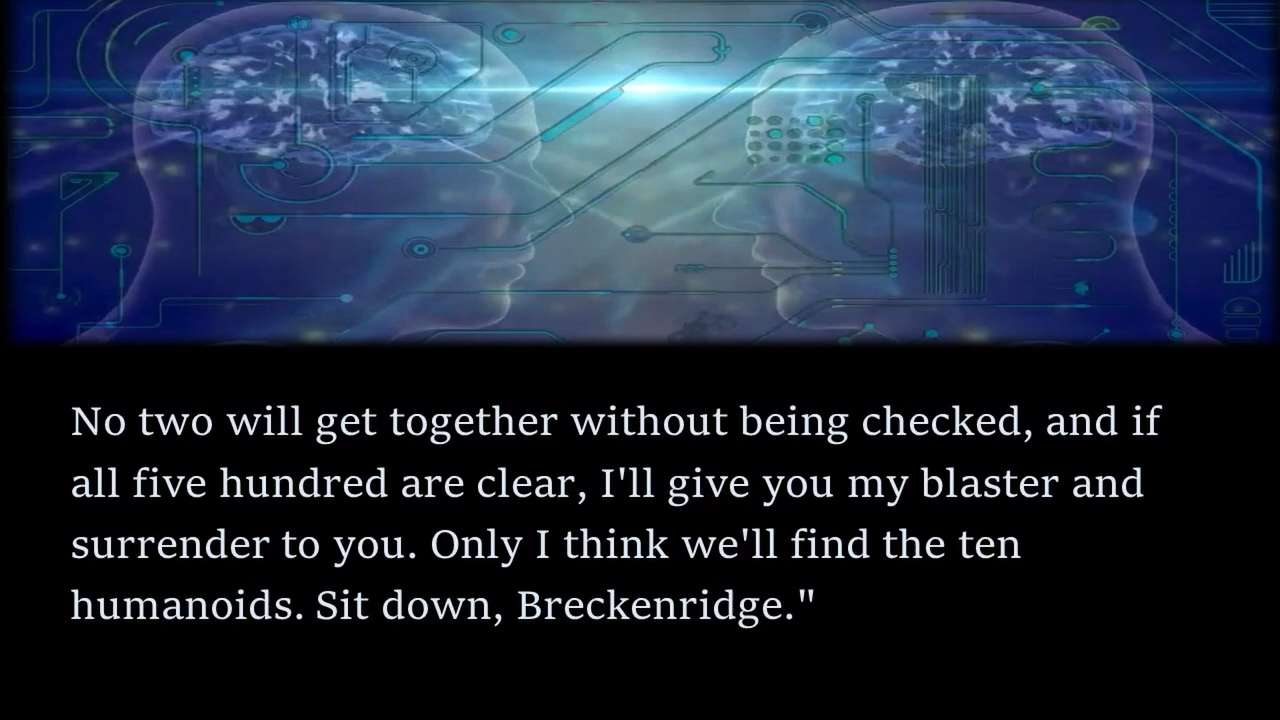 No two will get together without being checked, and if
all five hundred are clear, I'll give you my blaster and
surrender to you. Only I think we'll find the ten
humanoids. Sit down, Breckenridge."